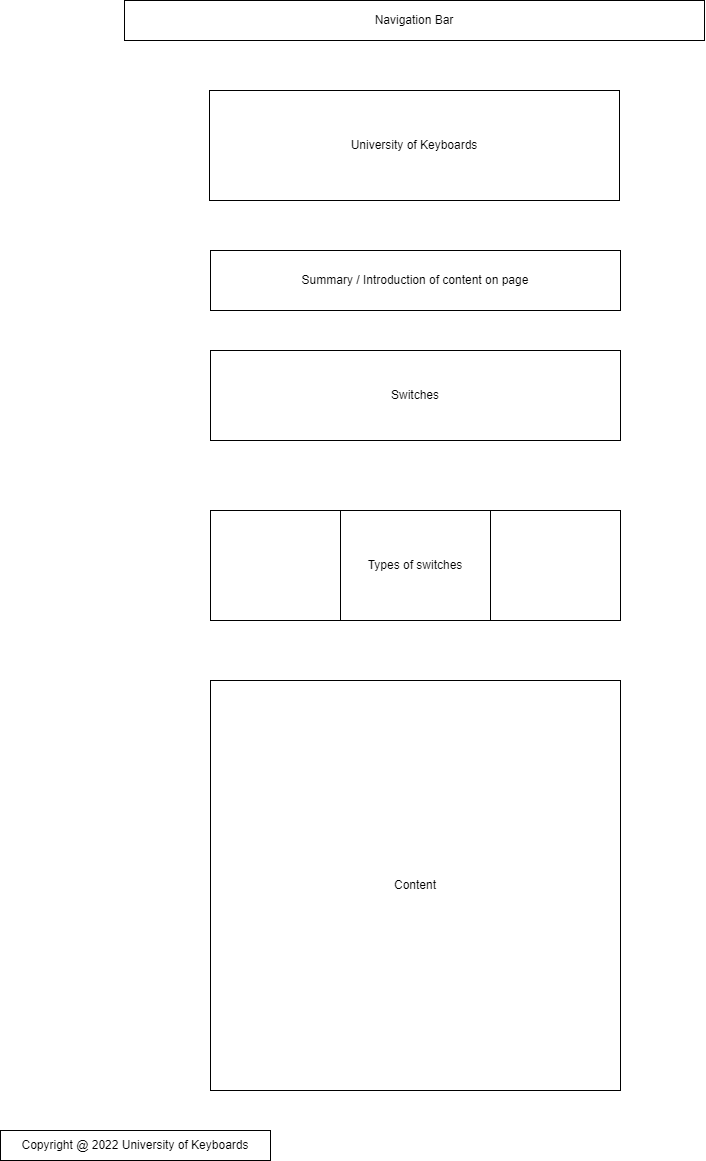 Navigation Bar
University of Keyboards
Summary / Introduction of content on page
Switches
Types of switches
Content
Copyright @ 2022 University of Keyboards